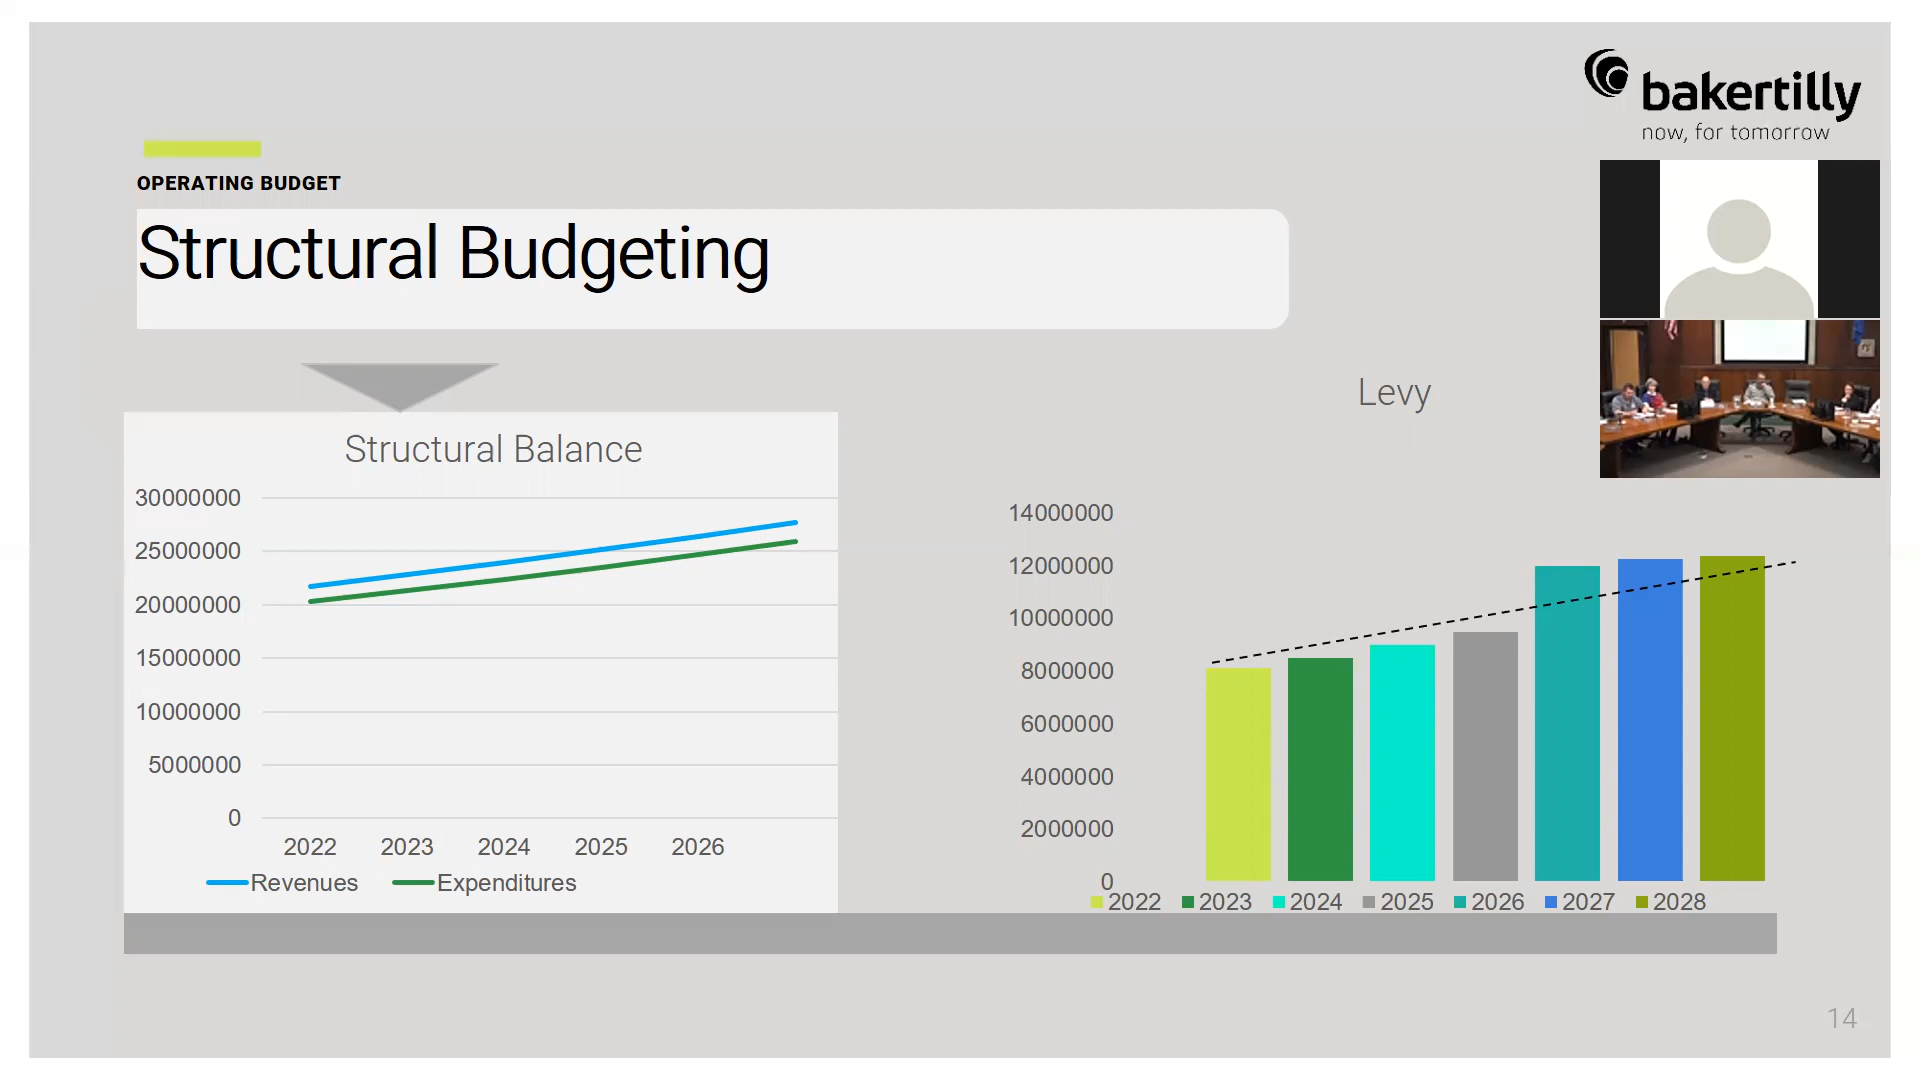 bakertilly
now, for tomorrow
OPERATING BUDGET
Structural Budgeting
Structural Balance
30000000
25000000
20000000
15000000
10000000
5000000
0
2022 2023 2024 2025 2026
Revenues Expenditures
Levy
14000000
12000000
10000000
8000000
6000000
4000000
2000000
0
2022 2023 2024 2025 2026 2027 2028
14